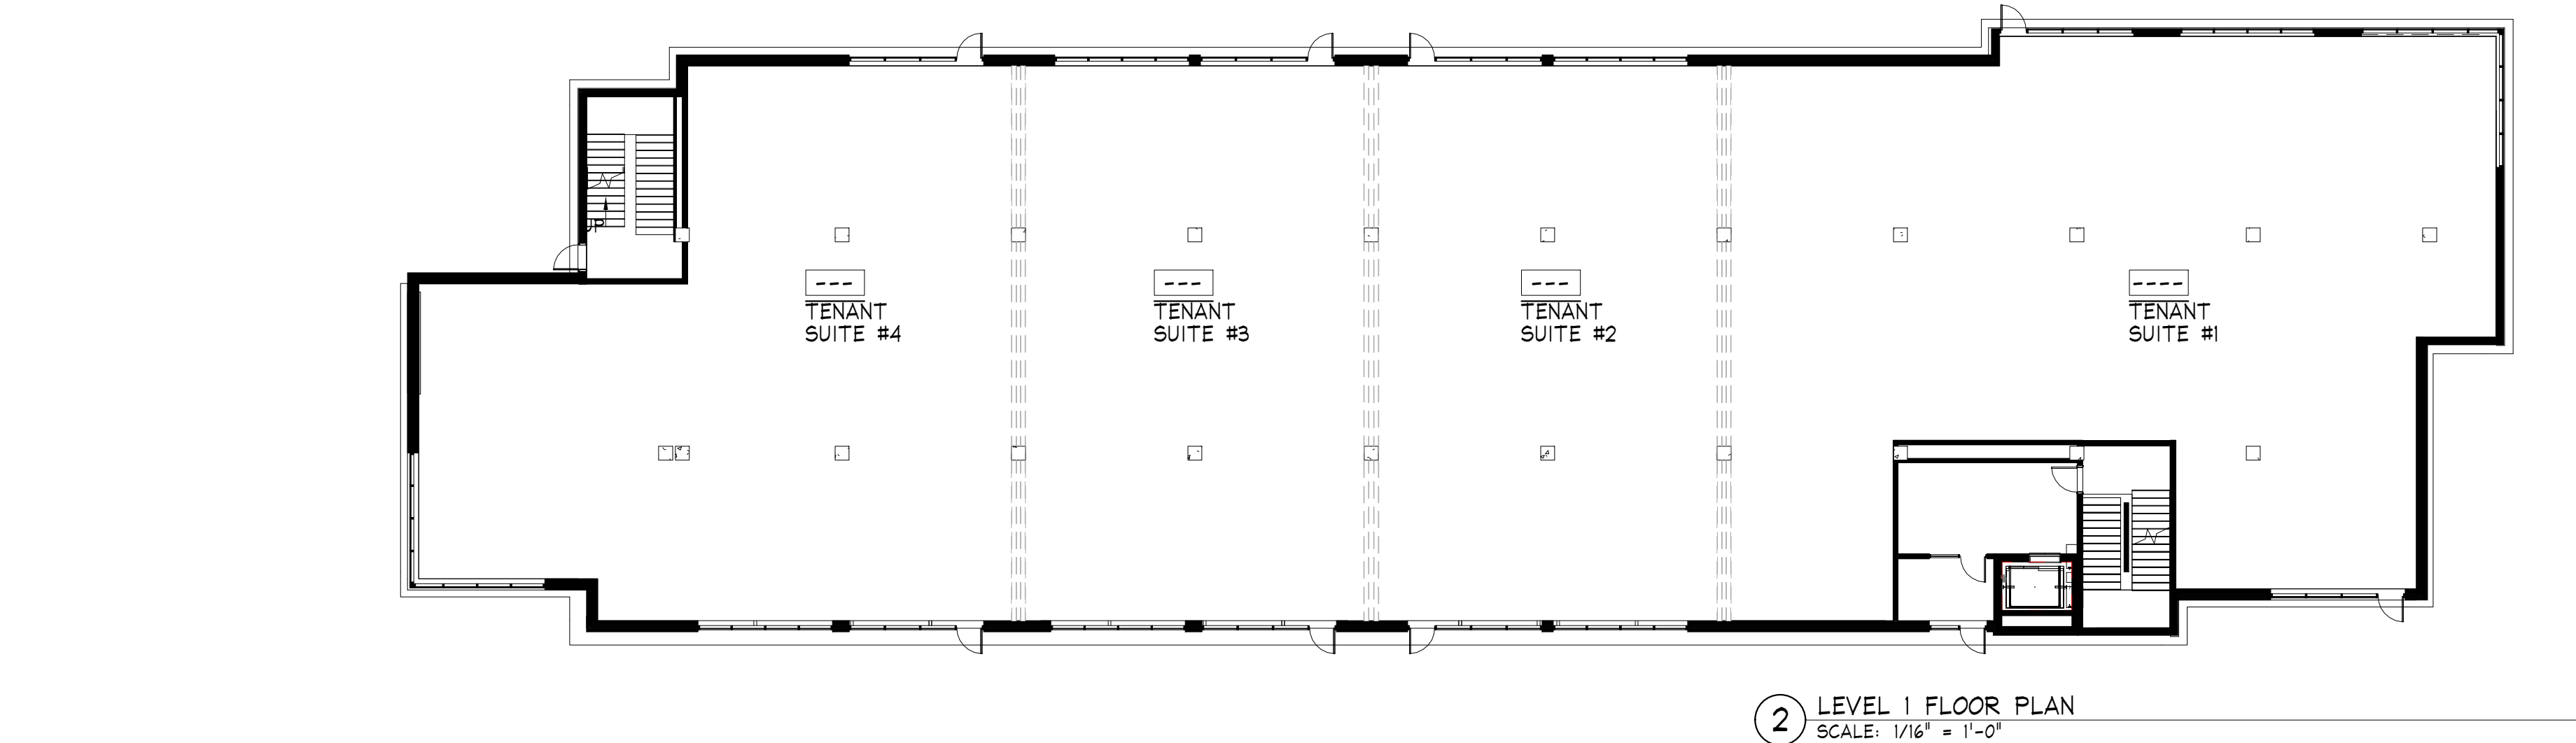 UP
---
TENANT
SUITE #4
---
TENANT
SUITE #3
---
TENANT
SUITE #2
----
TENANT
SUITE #1
2
LEVEL 1 FLOOR PLAN
SCALE: 1/16" = 1'-0"